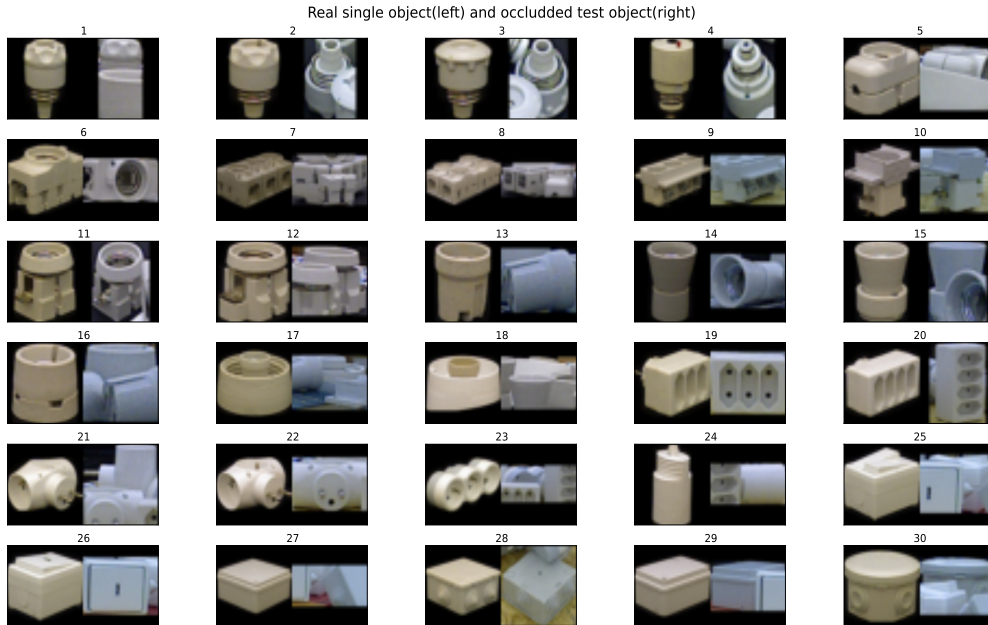 Real single object(left) and occludded test object(right)
1 2 3 4 5
6 7 8 9 10
11 12 13 14 15
16 17 18 19 20
21 22 23 24 25
26 27 28 29 30